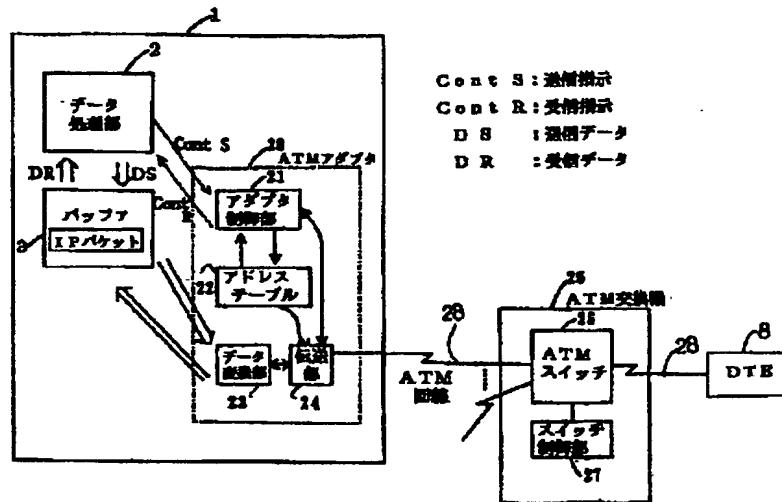 1
2
データ
処理部
Cont S
DR
DS
Cont
R
バッファ
IPパケット
3
20
ATMアダプタ
21
アダプタ
制御部
22
アドレス
テーブル
データ
変換部
23
伝送部
24
Cont S:送信指示
Cont R:受信指示
DS :送信データ
DR :受信データ
28
ATM
回線
ATM交換機
ATM
スイッチ
スイッチ
制御部
27
28
8
DTE